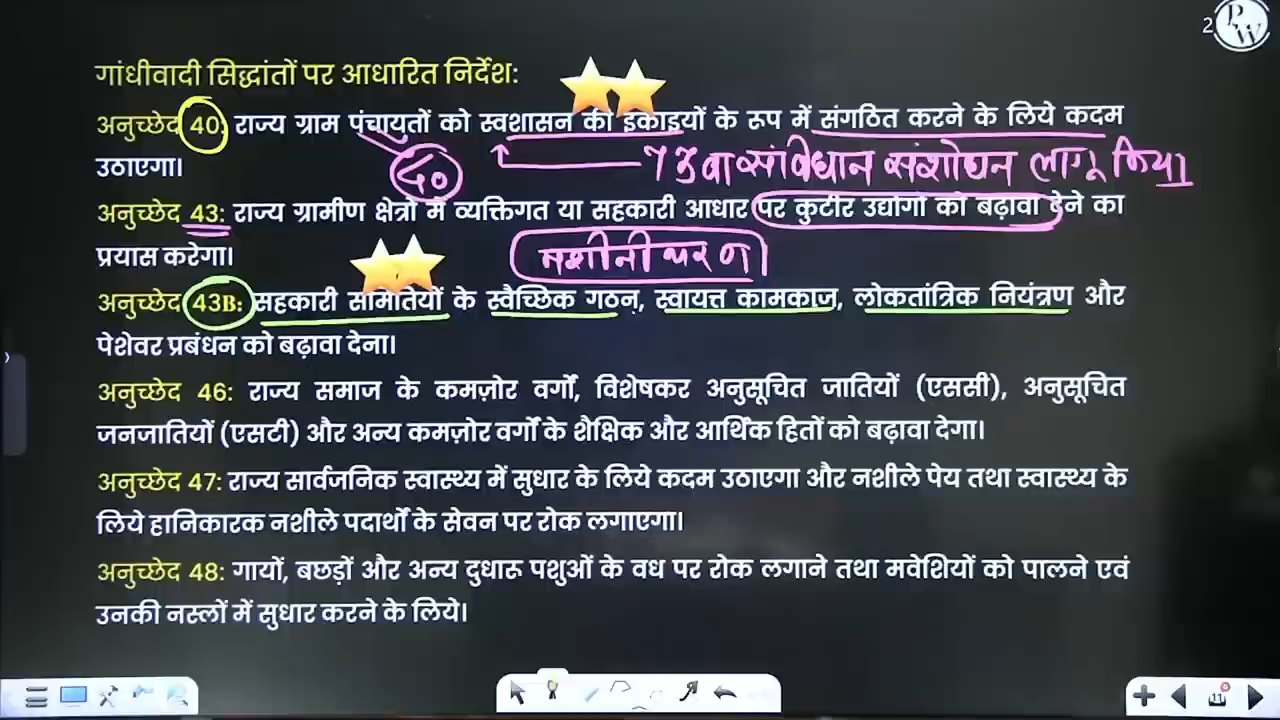 2 PW
गांधीवादी सिद्धांतों पर आधारित निर्देश:
अनुच्छेद 40: राज्य ग्राम पंचायतों को स्वशासन की इकाइयों के रूप में संगठित करने के लिये कदम
उठाएगा।
73वा संविधान संशोधन लागू किया
अनुच्छेद 43: राज्य ग्रामीण क्षेत्रों में व्यक्तिगत या सहकारी आधार पर कुटीर उद्योगों को बढ़ावा देने का
प्रयास करेगा।
मशीनीकरण
अनुच्छेद 43B: सहकारी समितियों के स्वैच्छिक गठन, स्वायत्त कामकाज, लोकतांत्रिक नियंत्रण और
पेशेवर प्रबंधन को बढ़ावा देना।
अनुच्छेद 46: राज्य समाज के कमज़ोर वर्गों, विशेषकर अनुसूचित जातियों (एससी), अनुसूचित
जनजातियों (एसटी) और अन्य कमज़ोर वर्गों के शैक्षिक और आर्थिक हितों को बढ़ावा देगा।
अनुच्छेद 47: राज्य सार्वजनिक स्वास्थ्य में सुधार के लिये कदम उठाएगा और नशीले पेय तथा स्वास्थ्य के
लिये हानिकारक नशीले पदार्थों के सेवन पर रोक लगाएगा।
अनुच्छेद 48: गायों, बछड़ों और अन्य दुधारू पशुओं के वध पर रोक लगाने तथा मवेशियों को पालने एवं
उनकी नस्लों में सुधार करने के लिये।
11